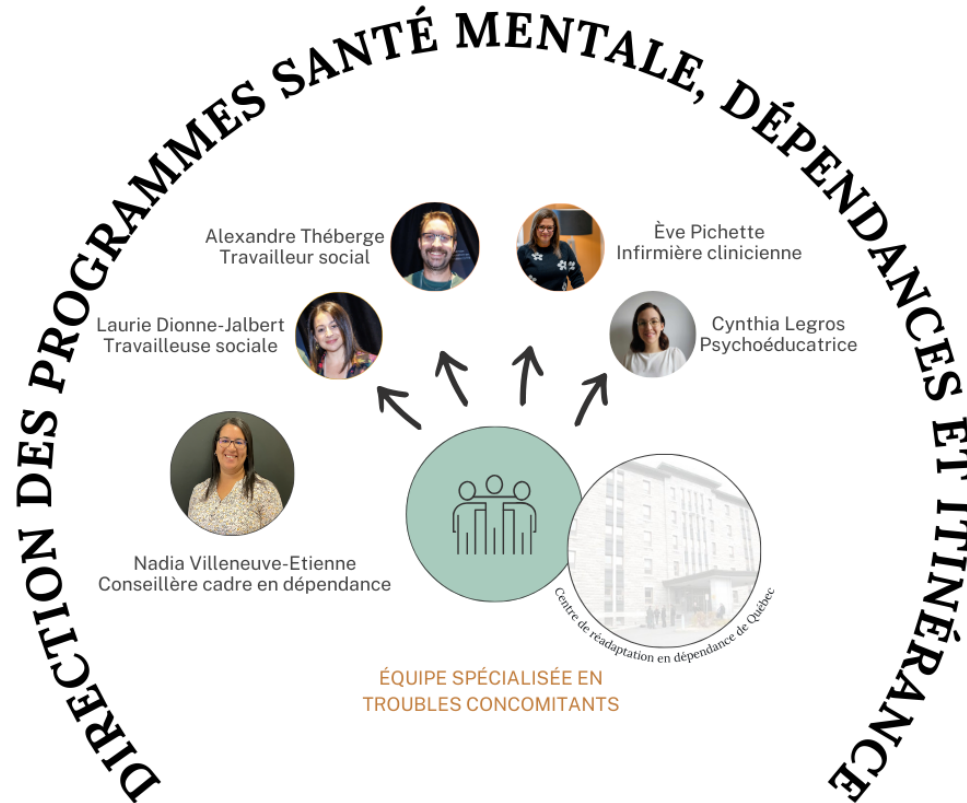 DIRECTION DES PROGRAMMES SANTÉ MENTALE, DÉPENDANCES ET ITINÉRANCE
Alexandre Théberge
Travailleur social
Ève Pichette
Infirmière clinicienne
Laurie Dionne-Jalbert
Travailleuse sociale
Cynthia Legros
Psychoéducatrice
Nadia Villeneuve-Etienne
Conseillère cadre en dépendance
Centre de réadaptation en dépendance de Québec
ÉQUIPE SPÉCIALISÉE EN
TROUBLES CONCOMITANTS